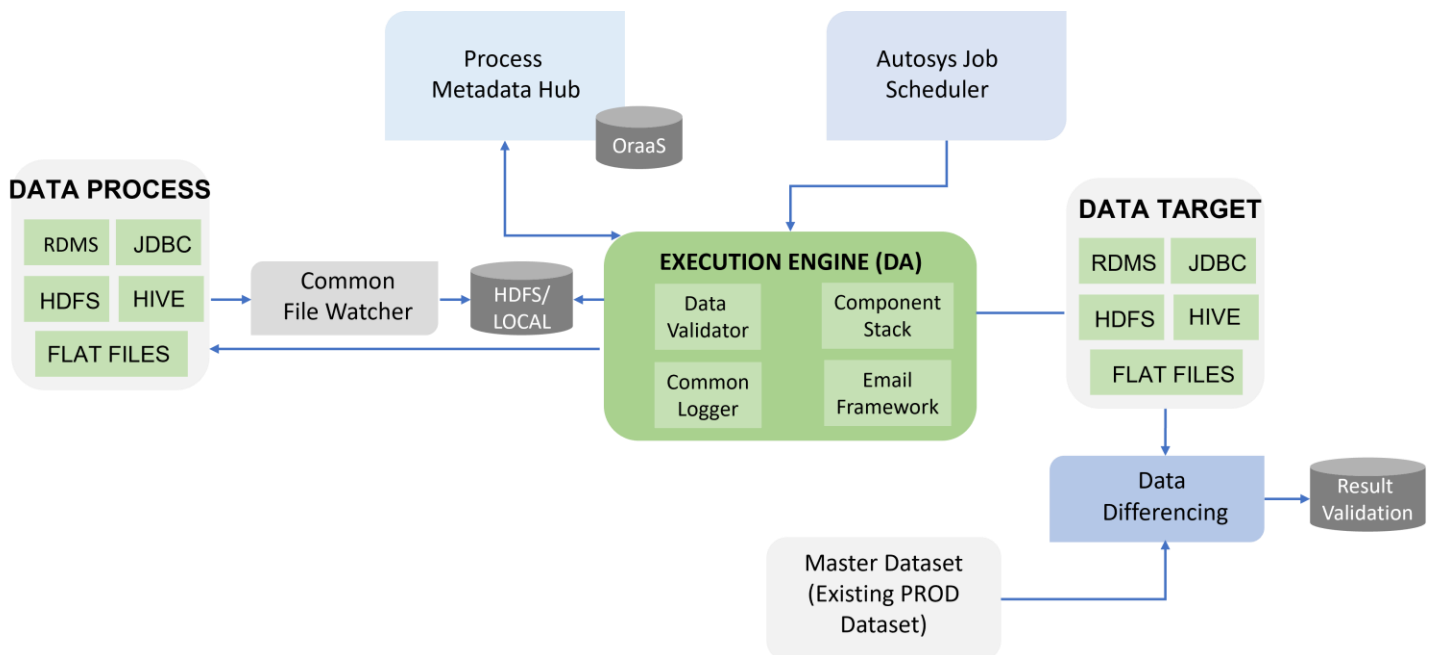 Process
Metadata Hub
OraaS
Autosys Job
Scheduler
DATA PROCESS
RDMS
JDBC
HDFS
HIVE
FLAT FILES
Common
File Watcher
HDFS/
LOCAL
EXECUTION ENGINE (DA)
Data
Validator
Component
Stack
Common
Logger
Email
Framework
DATA TARGET
RDMS
JDBC
HDFS
HIVE
FLAT FILES
Data
Differencing
Result
Validation
Master Dataset
(Existing PROD
Dataset)